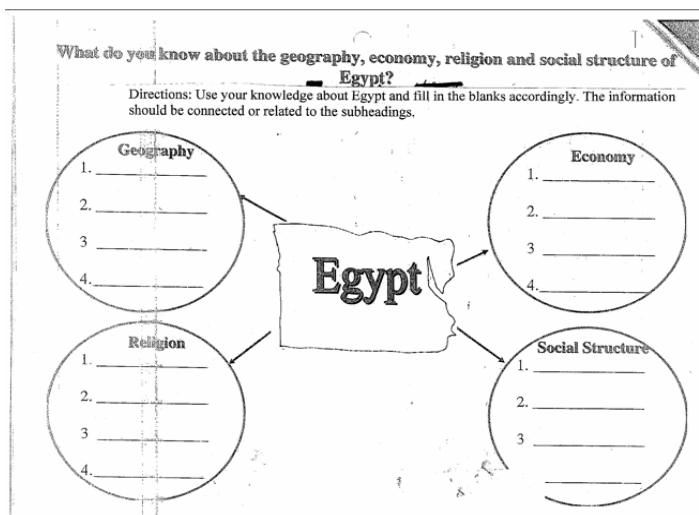 What do you know about the geography, economy, religion and social structure of
Egypt?
Directions: Use your knowledge about Egypt and fill in the blanks accordingly. The information
should be connected or related to the subheadings.
Geography
1.
2.
3
4.
Economy
1.
2.
3
4.
Egypt
Religion
1.
2.
3
4.
Social Structure
1.
2.
3